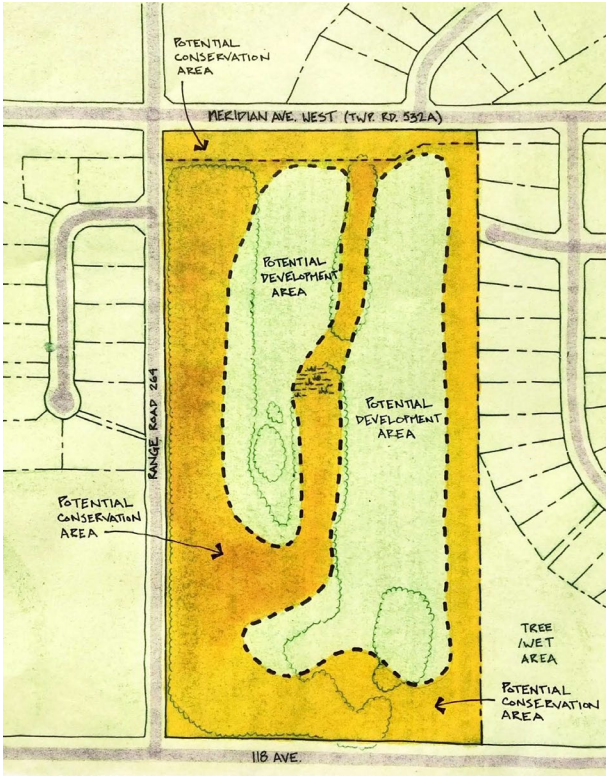 POTENTIAL
CONSERVATION
AREA
MERIDIAN AVE. WEST (TWP. RD. 532A)
POTENTIAL
DEVELOPMENT
AREA
POTENTIAL
DEVELOPMENT
AREA
RANGE ROAD 264
POTENTIAL
CONSERVATION
AREA
TREE
/WET
AREA
POTENTIAL
CONSERVATION
AREA
118 AVE.